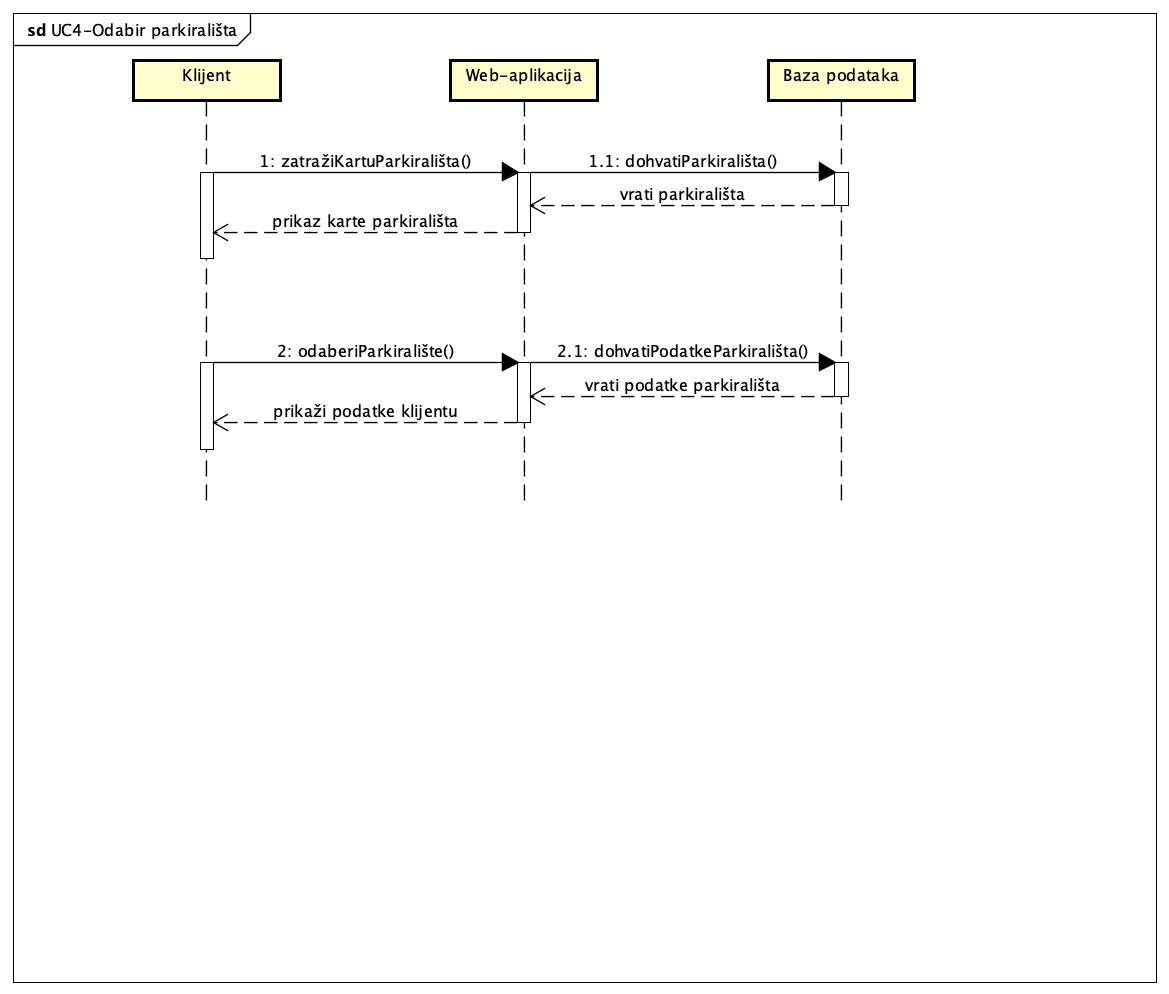 sd UC4-Odabir parkirališta
Klijent
Web-aplikacija
Baza podataka
1: zatražiKartuParkirališta()
1.1: dohvatiParkirališta()
vrati parkirališta
prikaz karte parkirališta
2: odaberiParkiralište()
2.1: dohvatiPodatkeParkirališta()
vrati podatke parkirališta
prikaži podatke klijentu